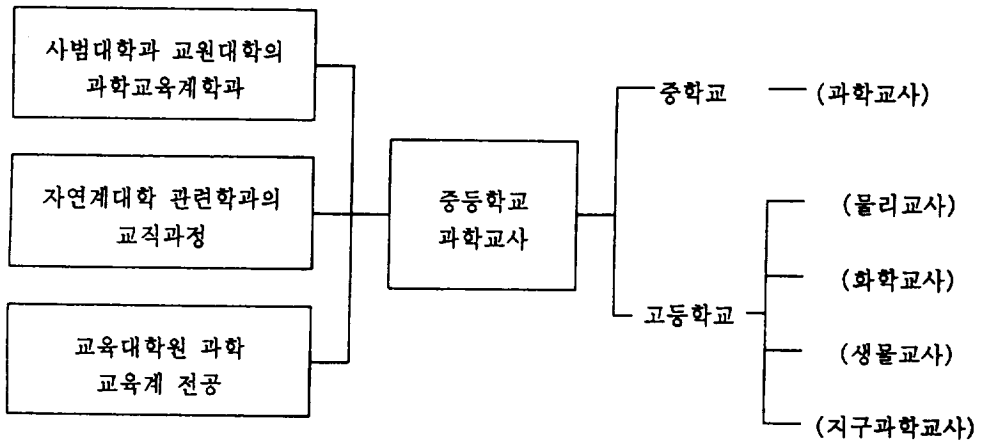 사범대학과 교원대학의
과학교육계학과
자연계대학 관련학과의
교직과정
교육대학원 과학
교육계 전공
중등학교
과학교사
중학교
(과학교사)
고등학교
(물리교사)
(화학교사)
(생물교사)
(지구과학교사)